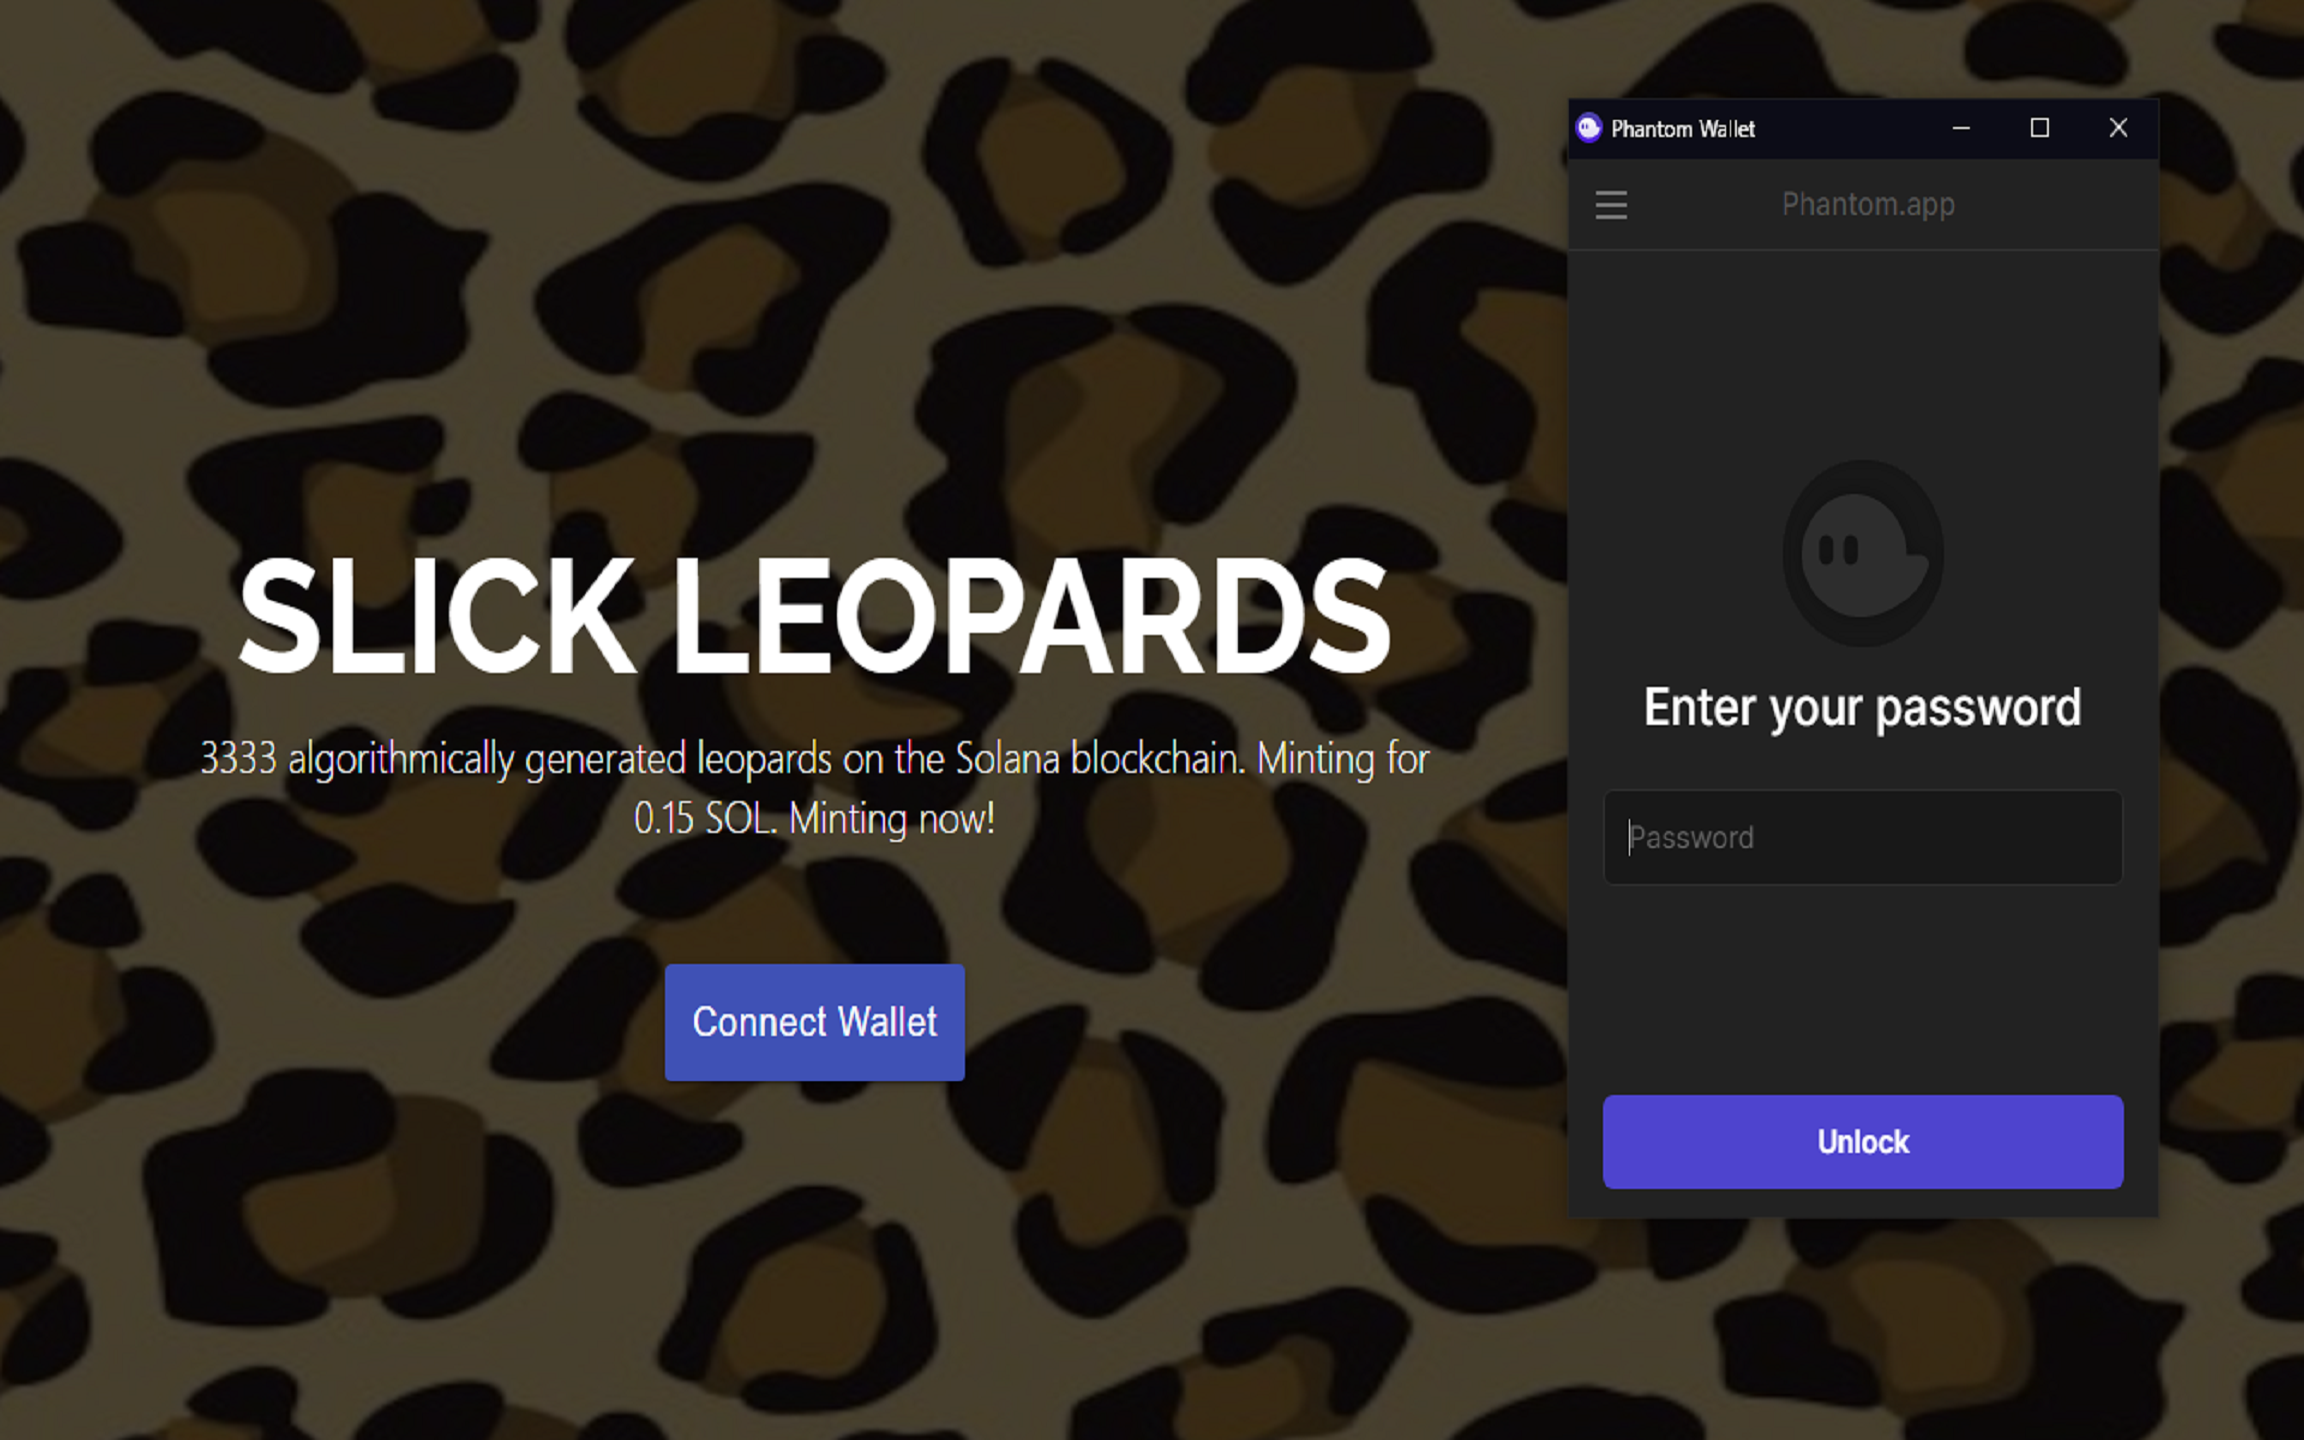 SLICK LEOPARDS
3333 algorithmically generated leopards on the Solana blockchain. Minting for
0.15 SOL. Minting now!
Connect Wallet
Phantom Wallet
Phantom.app
Enter your password
Password
Unlock